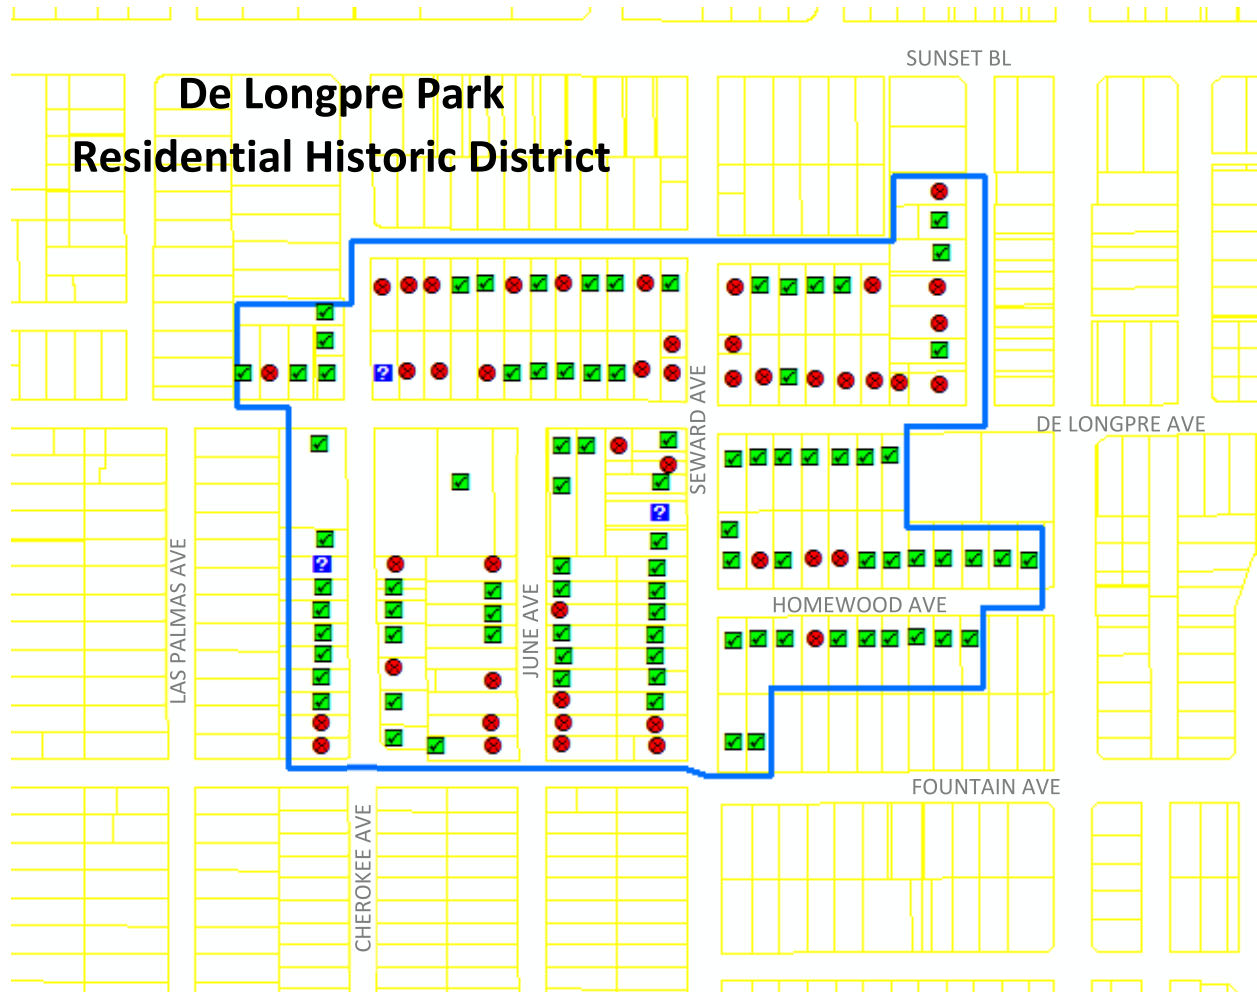 SUNSET BL
De Longpre Park
Residential Historic District
SEWARD AVE
DE LONGPRE AVE
LAS PALMAS AVE
JUNE AVE
HOMEWOOD AVE
FOUNTAIN AVE
CHEROKEE AVE